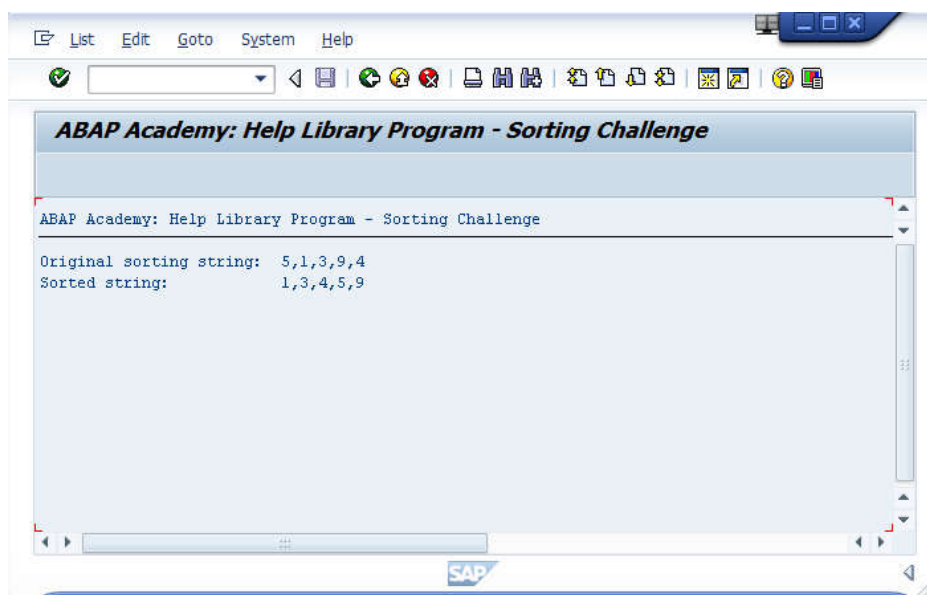 List Edit Goto System Help
ABAP Academy: Help Library Program - Sorting Challenge
ABAP Academy: Help Library Program - Sorting Challenge
Original sorting string: 5,1,3,9,4
Sorted string: 1,3,4,5,9
SAP